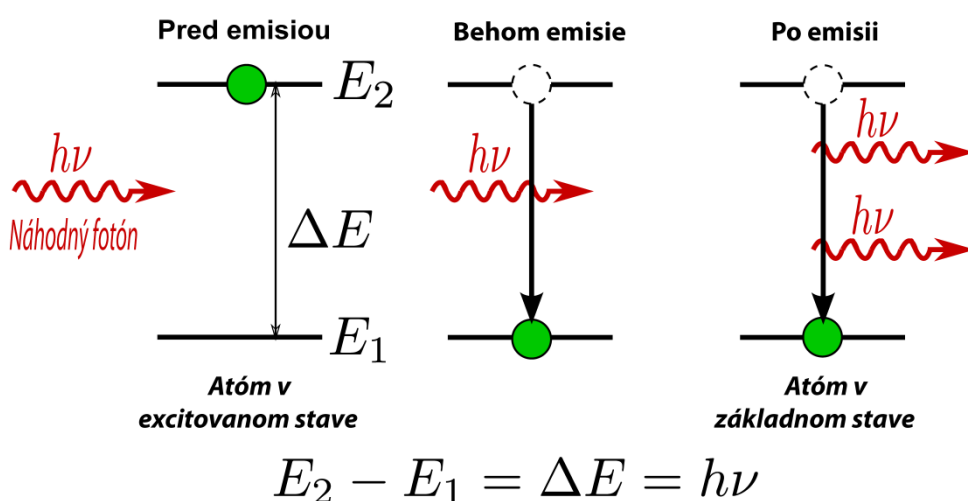 Pred emisiou
Behom emisie
Po emisii
E₂
hν
Náhodný fotón
ΔE
hν
hν
hν
E₁
Atóm v
excitovanom stave
Atóm v
základnom stave
E₂ − E₁ = ΔE = hν